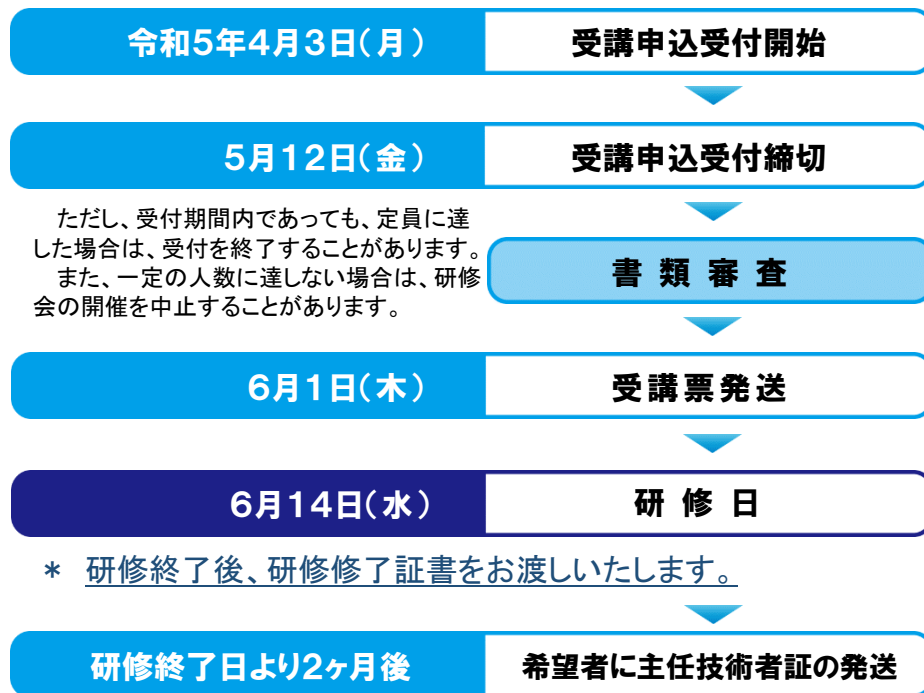 令和5年4月3日(月) 受講申込受付開始
5月12日(金) 受講申込受付締切
ただし、受付期間内であっても、定員に達
した場合は、受付を終了することがあります。
また、一定の人数に達しない場合は、研修
会の開催を中止することがあります。
書類審査
6月1日(木) 受講票発送
6月14日(水) 研修日
* 研修終了後、研修修了証書をお渡しいたします。
研修終了日より2ヶ月後 希望者に主任技術者証の発送